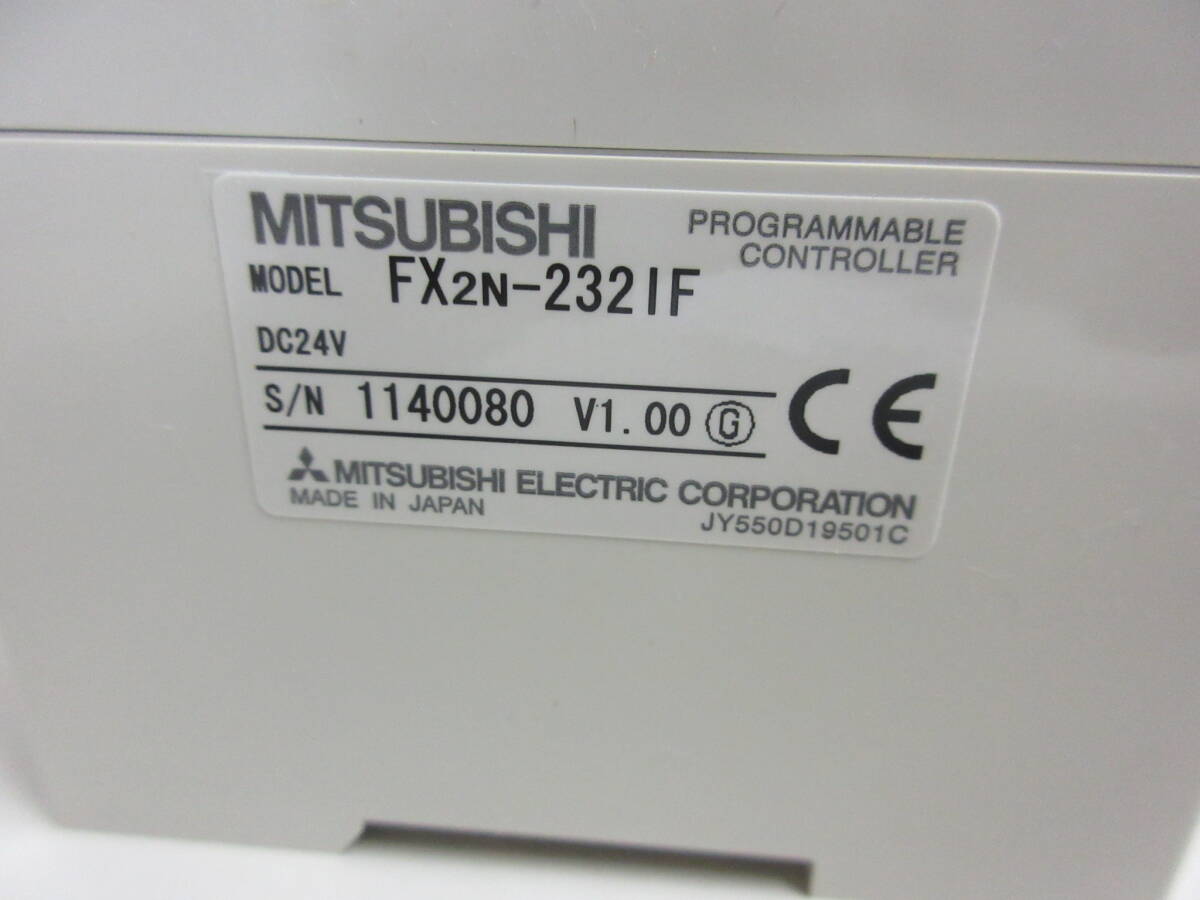 MITSUBISHI
PROGRAMMABLE
CONTROLLER
MODEL FX2N-232IF
DC24V
S/N 1140080 V1.00 G
CE
MITSUBISHI ELECTRIC CORPORATION
MADE IN JAPAN
JY550D19501C